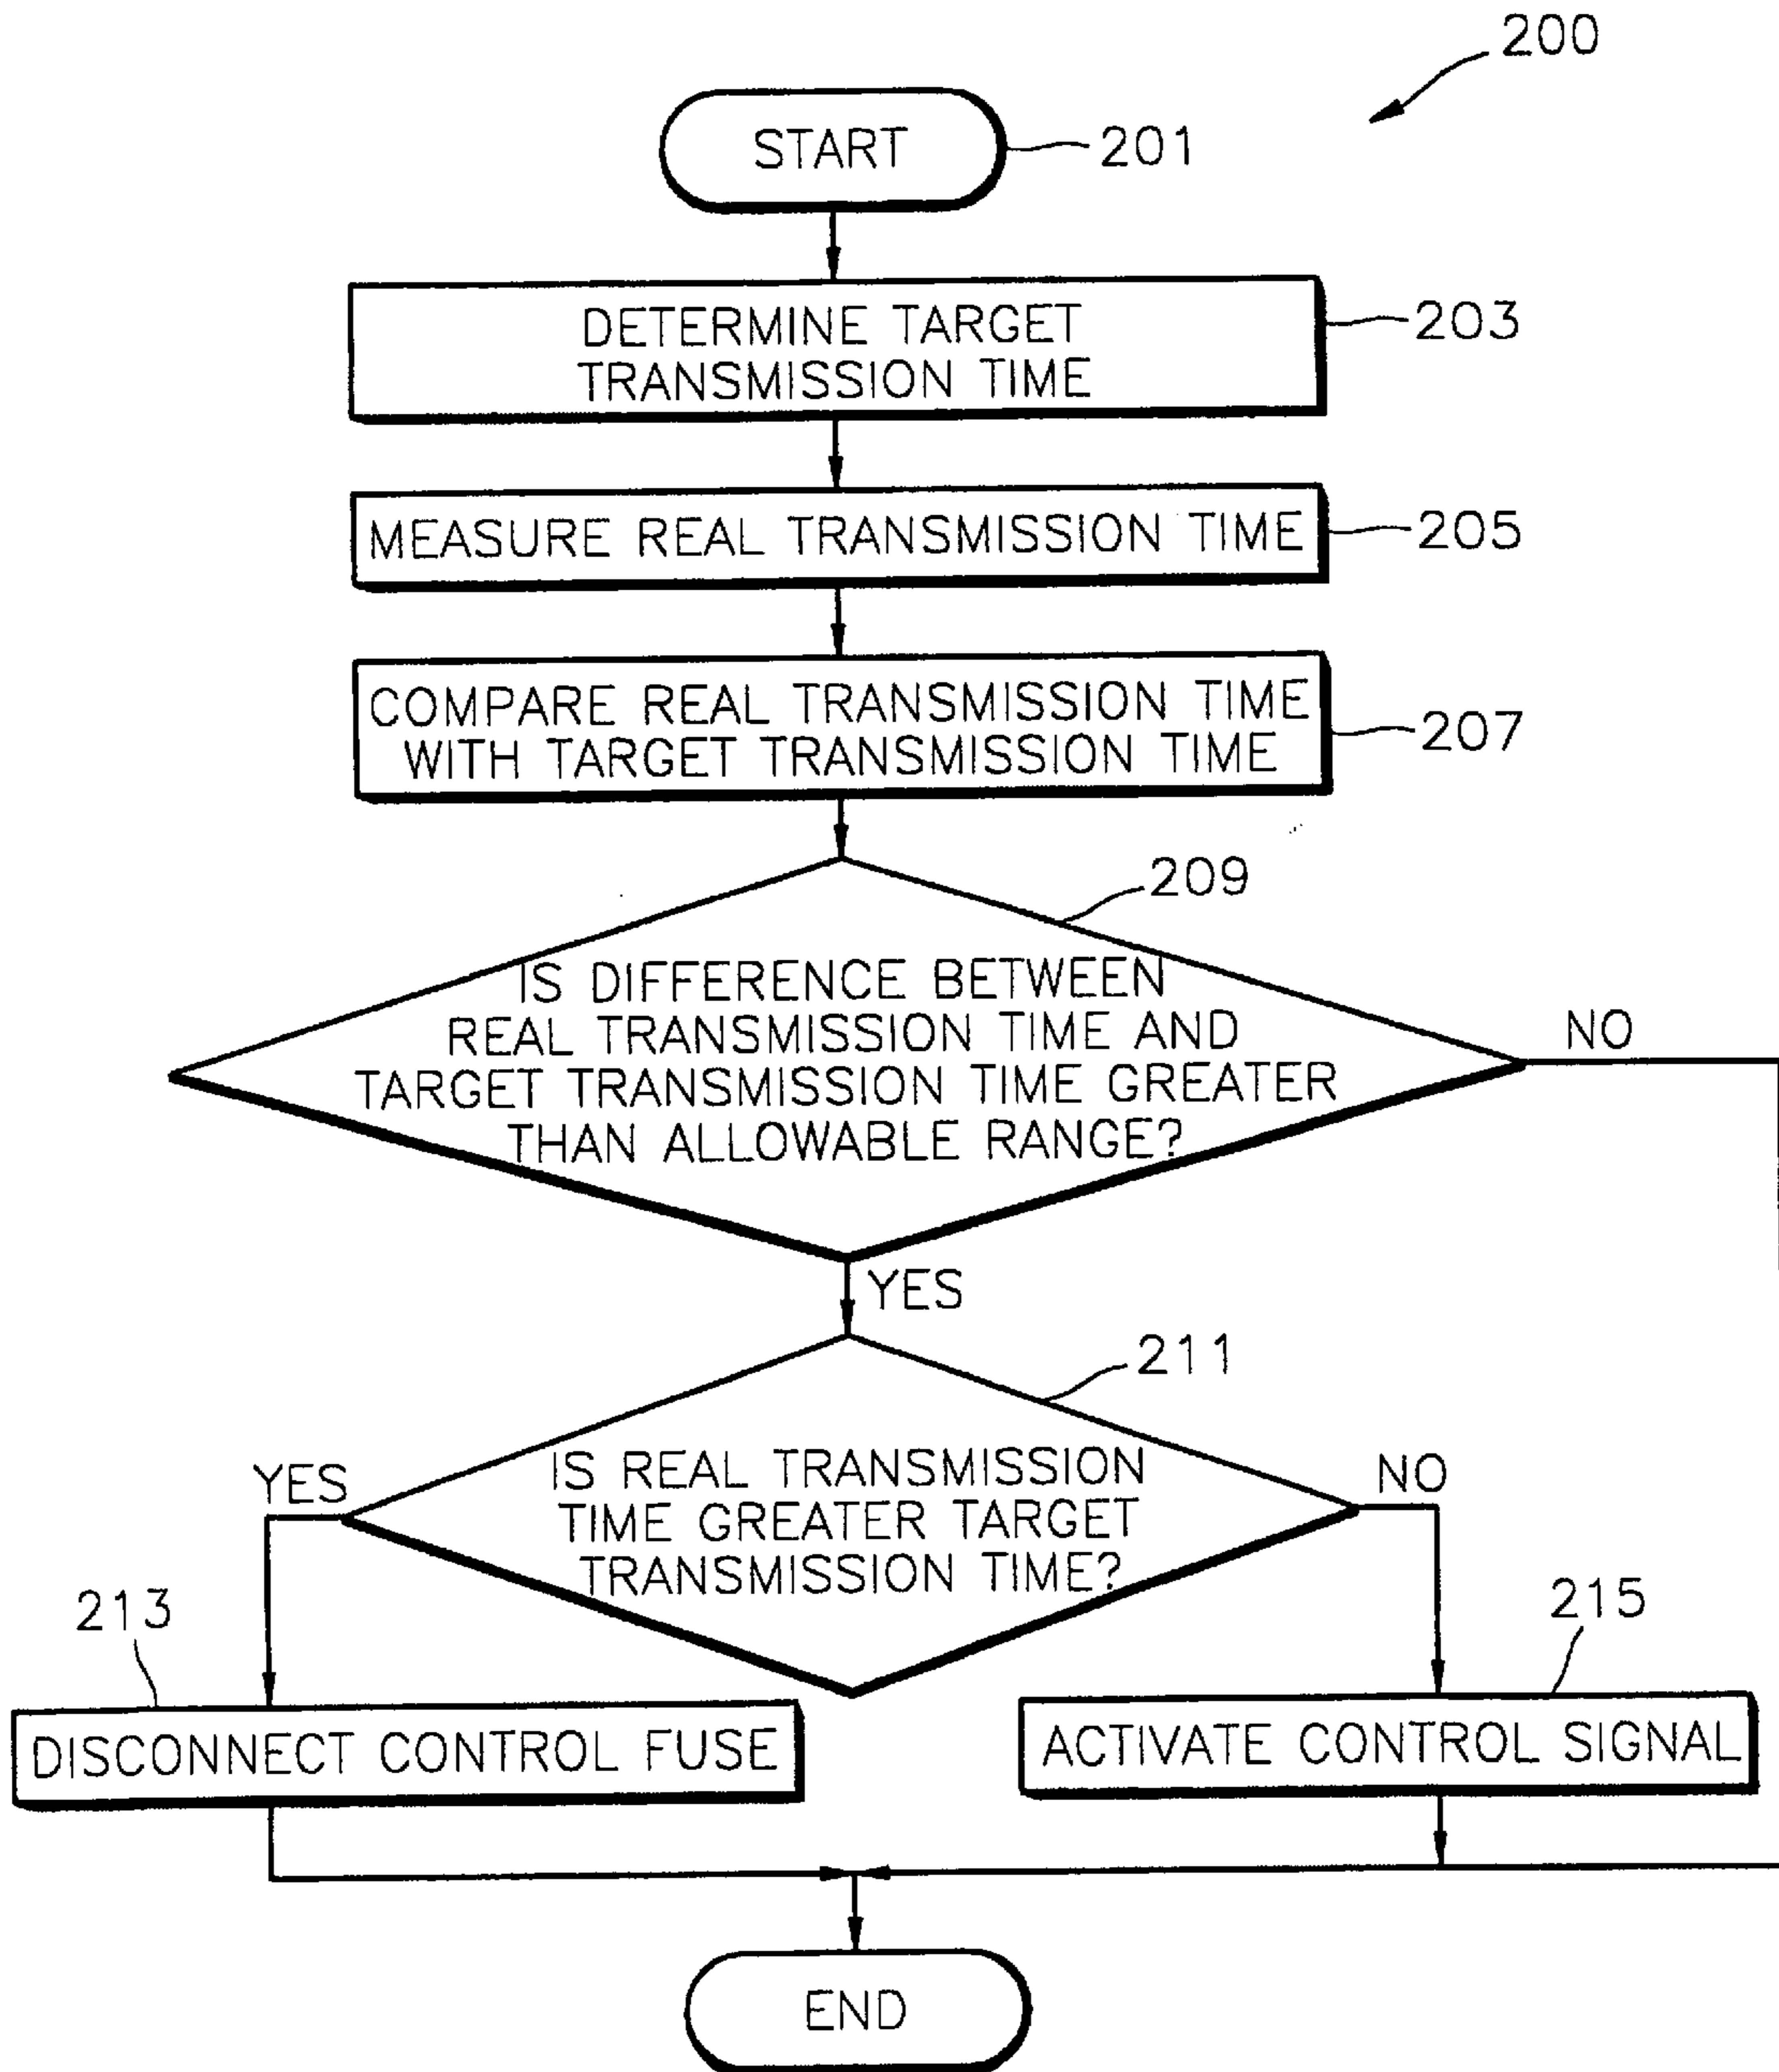 200
START
201
DETERMINE TARGET
TRANSMISSION TIME
203
MEASURE REAL TRANSMISSION TIME
205
COMPARE REAL TRANSMISSION TIME
WITH TARGET TRANSMISSION TIME
207
209
IS DIFFERENCE BETWEEN
REAL TRANSMISSION TIME AND
TARGET TRANSMISSION TIME GREATER
THAN ALLOWABLE RANGE?
NO
YES
211
IS REAL TRANSMISSION
TIME GREATER TARGET
TRANSMISSION TIME?
YES
NO
213
215
DISCONNECT CONTROL FUSE
ACTIVATE CONTROL SIGNAL
END